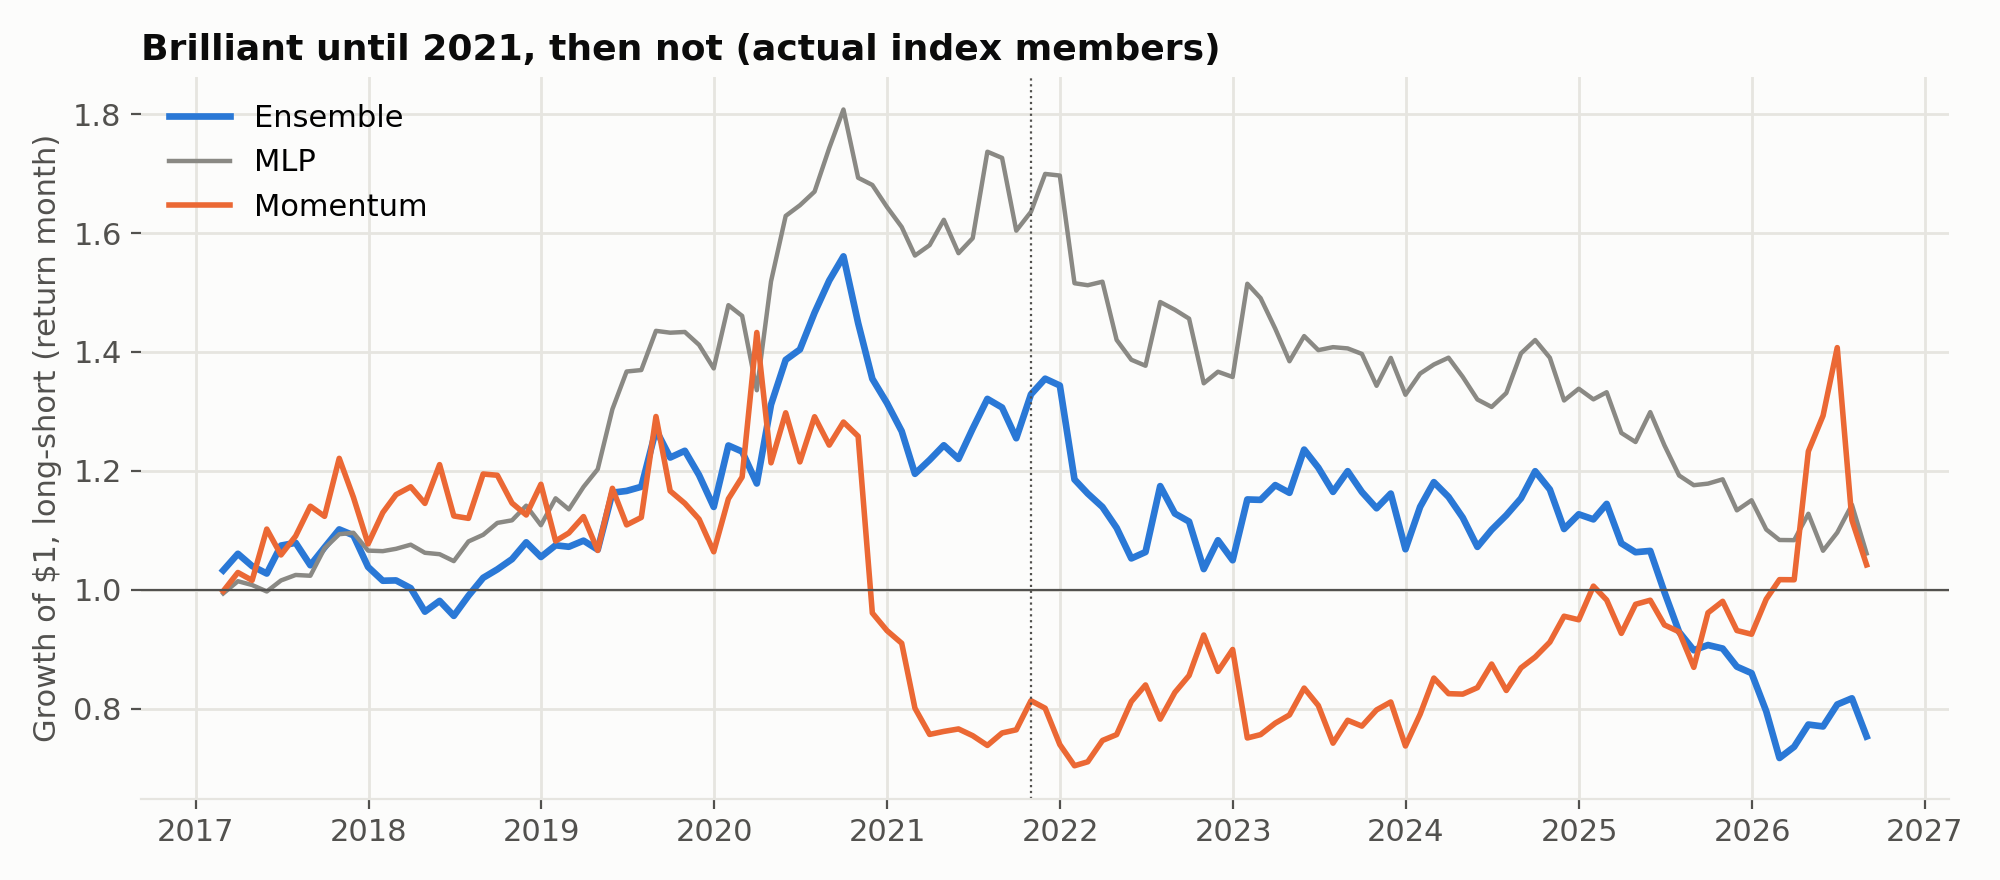 Brilliant until 2021, then not (actual index members)
Ensemble
MLP
Momentum
Growth of $1, long-short (return month)
1.8
1.6
1.4
1.2
1.0
0.8
2017 2018 2019 2020 2021 2022 2023 2024 2025 2026 2027